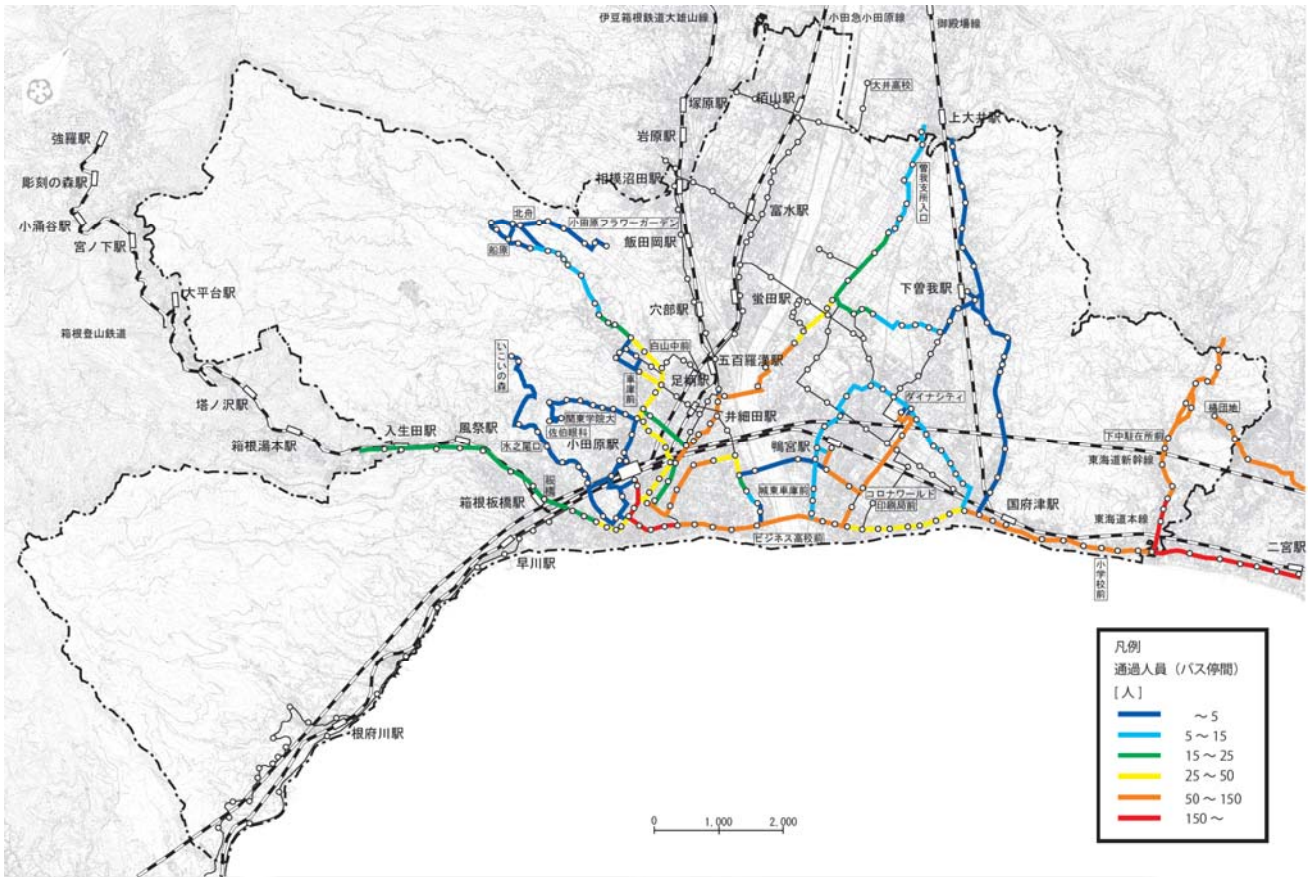 伊豆箱根鉄道大雄山線
小田急小田原線
御殿場線
大井高校
塚原駅
栢山駅
上大井駅
強羅駅
岩原駅
彫刻の森駅
相模沼田駅
曽我支所入口
北舟
小田原フラワーガーデン
富水駅
小涌谷駅
宮ノ下駅
船原
飯田岡駅
下曽我駅
大平台駅
蛍田駅
穴部駅
箱根登山鉄道
いこいの森
白山中前
五百羅漢駅
車庫前
足柄駅
ダイナシティ
塔ノ沢駅
関東学院大
井細田駅
橘団地
入生田駅
風祭駅
佐伯眼科
水之尾口
小田原駅
鴨宮駅
下中駐在所前
箱根湯本駅
東海道新幹線
板橋
城東車庫前
コロナワールド
印刷局前
箱根板橋駅
国府津駅
東海道本線
ビジネス高校前
二宮駅
早川駅
小学校前
根府川駅
凡例
通過人員（バス停間）
[人]
～5
5～15
15～25
25～50
50～150
150～
0 1,000 2,000